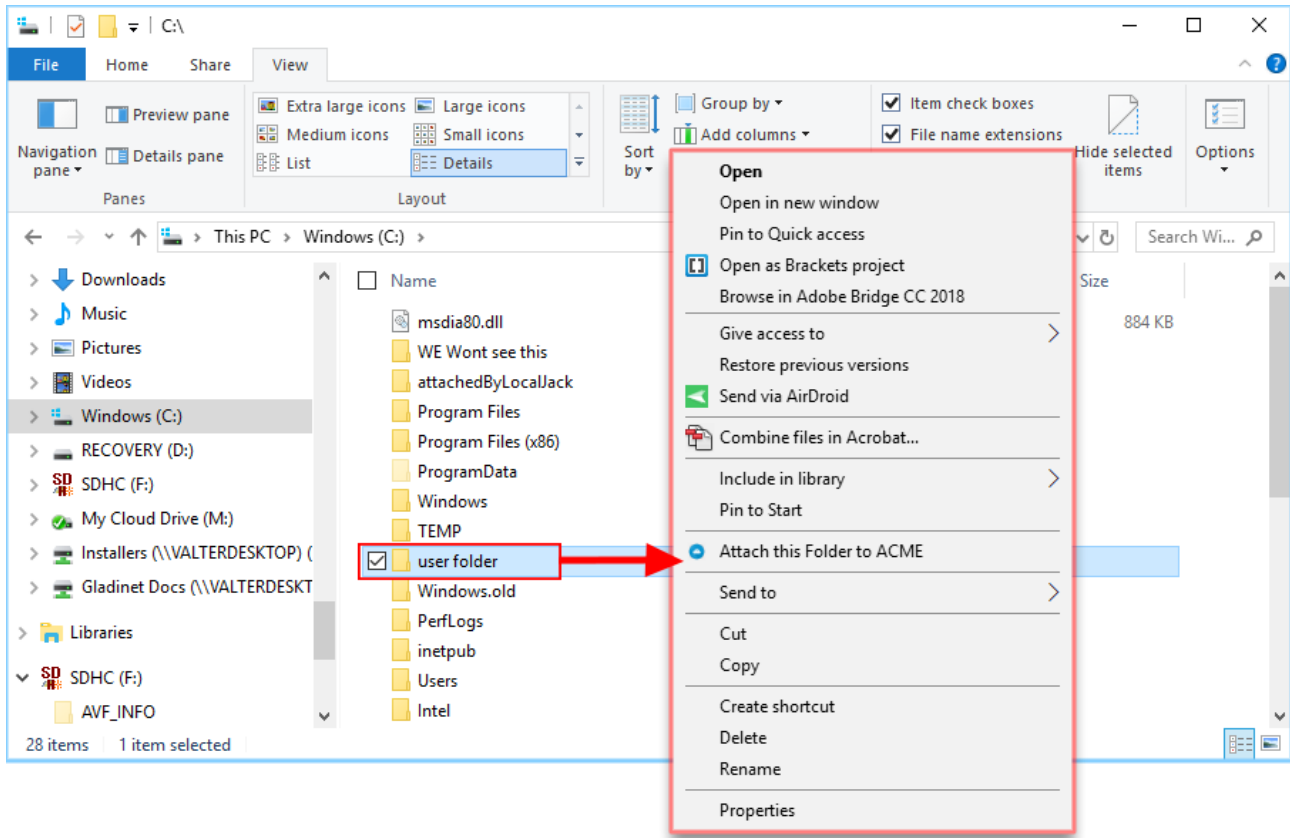 C:\
File Home Share View
Preview pane
Details pane
Navigation pane
Panes
Extra large icons Large icons
Medium icons Small icons
List Details
Layout
Sort by
Group by
Add columns
Item check boxes
File name extensions
Hide selected items
Options
This PC > Windows (C:) >
Search Wi...
Downloads
Music
Pictures
Videos
Windows (C:)
RECOVERY (D:)
SD SDHC (F:)
My Cloud Drive (M:)
Installers (\\VALTERDESKTOP) (
Gladinet Docs (\\VALTERDESKT
Libraries
SD SDHC (F:)
AVF_INFO
Name
Size
msdia80.dll
884 KB
WE Wont see this
attachedByLocalJack
Program Files
Program Files (x86)
ProgramData
Windows
TEMP
user folder
Windows.old
PerfLogs
inetpub
Users
Intel
Open
Open in new window
Pin to Quick access
Open as Brackets project
Browse in Adobe Bridge CC 2018
Give access to
Restore previous versions
Send via AirDroid
Combine files in Acrobat...
Include in library
Pin to Start
Attach this Folder to ACME
Send to
Cut
Copy
Create shortcut
Delete
Rename
Properties
28 items 1 item selected